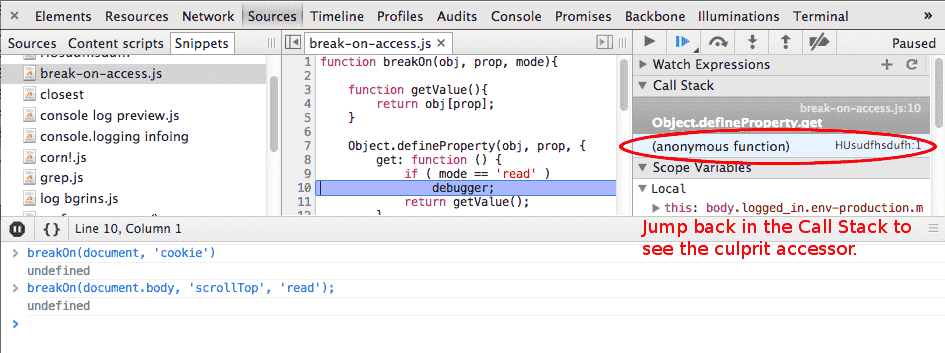 × Elements Resources Network Sources Timeline Profiles Audits Console Promises Backbone Illuminations Terminal »
Sources Content scripts Snippets
break-on-access.js
closest
console log preview.js
console.logging infoing
corn!.js
grep.js
log bgrins.js
break-on-access.js ×
1 function breakOn(obj, prop, mode){
2
3 function getValue(){
4 return obj[prop];
5 }
6
7 Object.defineProperty(obj, prop, {
8 get: function () {
9 if ( mode == 'read' )
10 debugger;
11 return getValue();
Paused
▶ Watch Expressions + 
▼ Call Stack
break-on-access.js:10
Object.defineProperty.get
(anonymous function) HUsudfhsdufh:1
▼ Scope Variables
▼ Local
▶ this: body.logged_in.env-production.m
Jump back in the Call Stack to
see the culprit accessor.
{} Line 10, Column 1
> breakOn(document, 'cookie')
undefined
> breakOn(document.body, 'scrollTop', 'read');
undefined
>